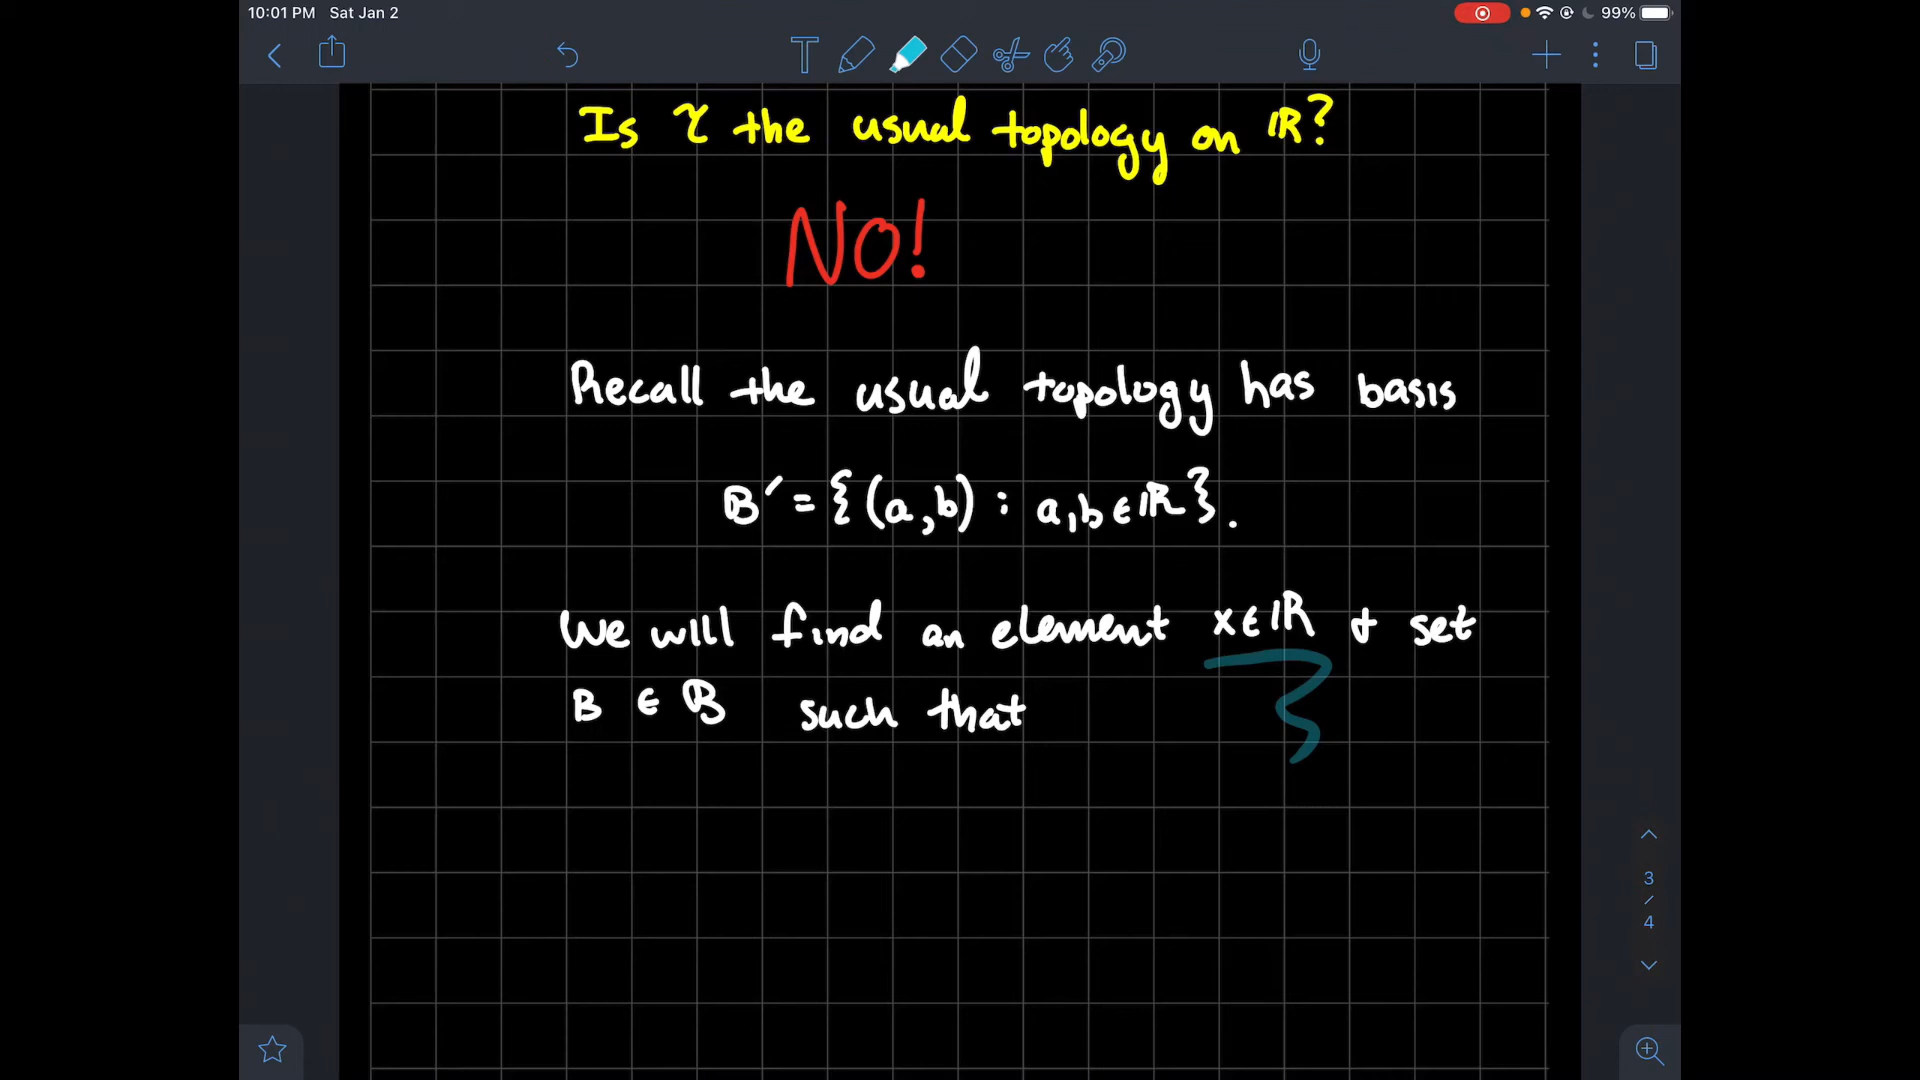 10:01 PM Sat Jan 2
99%
Is τ the usual topology on ℝ?
NO!
Recall the usual topology has basis
𝔹′ = {(a,b) : a,b ∈ ℝ}.
We will find an element x ∈ ℝ & set
B ∈ 𝔹 such that
3
/
4